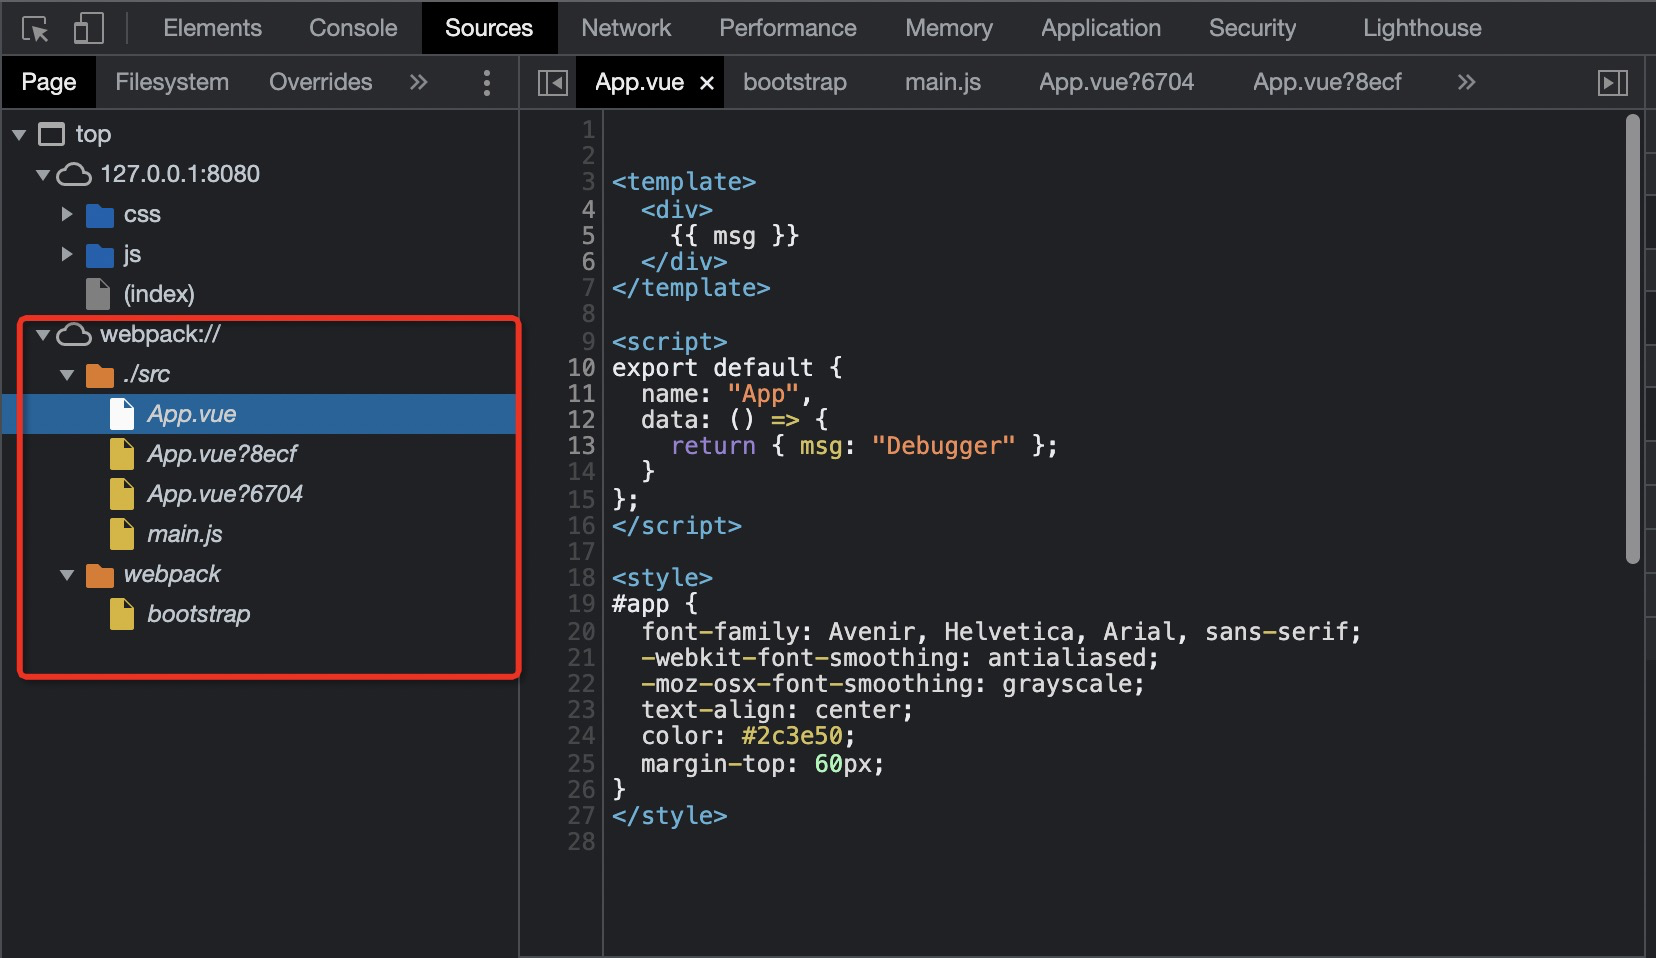 Elements Console Sources Network Performance Memory Application Security Lighthouse
Page Filesystem Overrides »
App.vue × bootstrap main.js App.vue?6704 App.vue?8ecf »
top
127.0.0.1:8080
css
js
(index)
webpack://
./src
App.vue
App.vue?8ecf
App.vue?6704
main.js
webpack
bootstrap
1
2
3 <template>
4   <div>
5     {{ msg }}
6   </div>
7 </template>
8
9 <script>
10 export default {
11   name: "App",
12   data: () => {
13     return { msg: "Debugger" };
14   }
15 };
16 </script>
17
18 <style>
19 #app {
20   font-family: Avenir, Helvetica, Arial, sans-serif;
21   -webkit-font-smoothing: antialiased;
22   -moz-osx-font-smoothing: grayscale;
23   text-align: center;
24   color: #2c3e50;
25   margin-top: 60px;
26 }
27 </style>
28